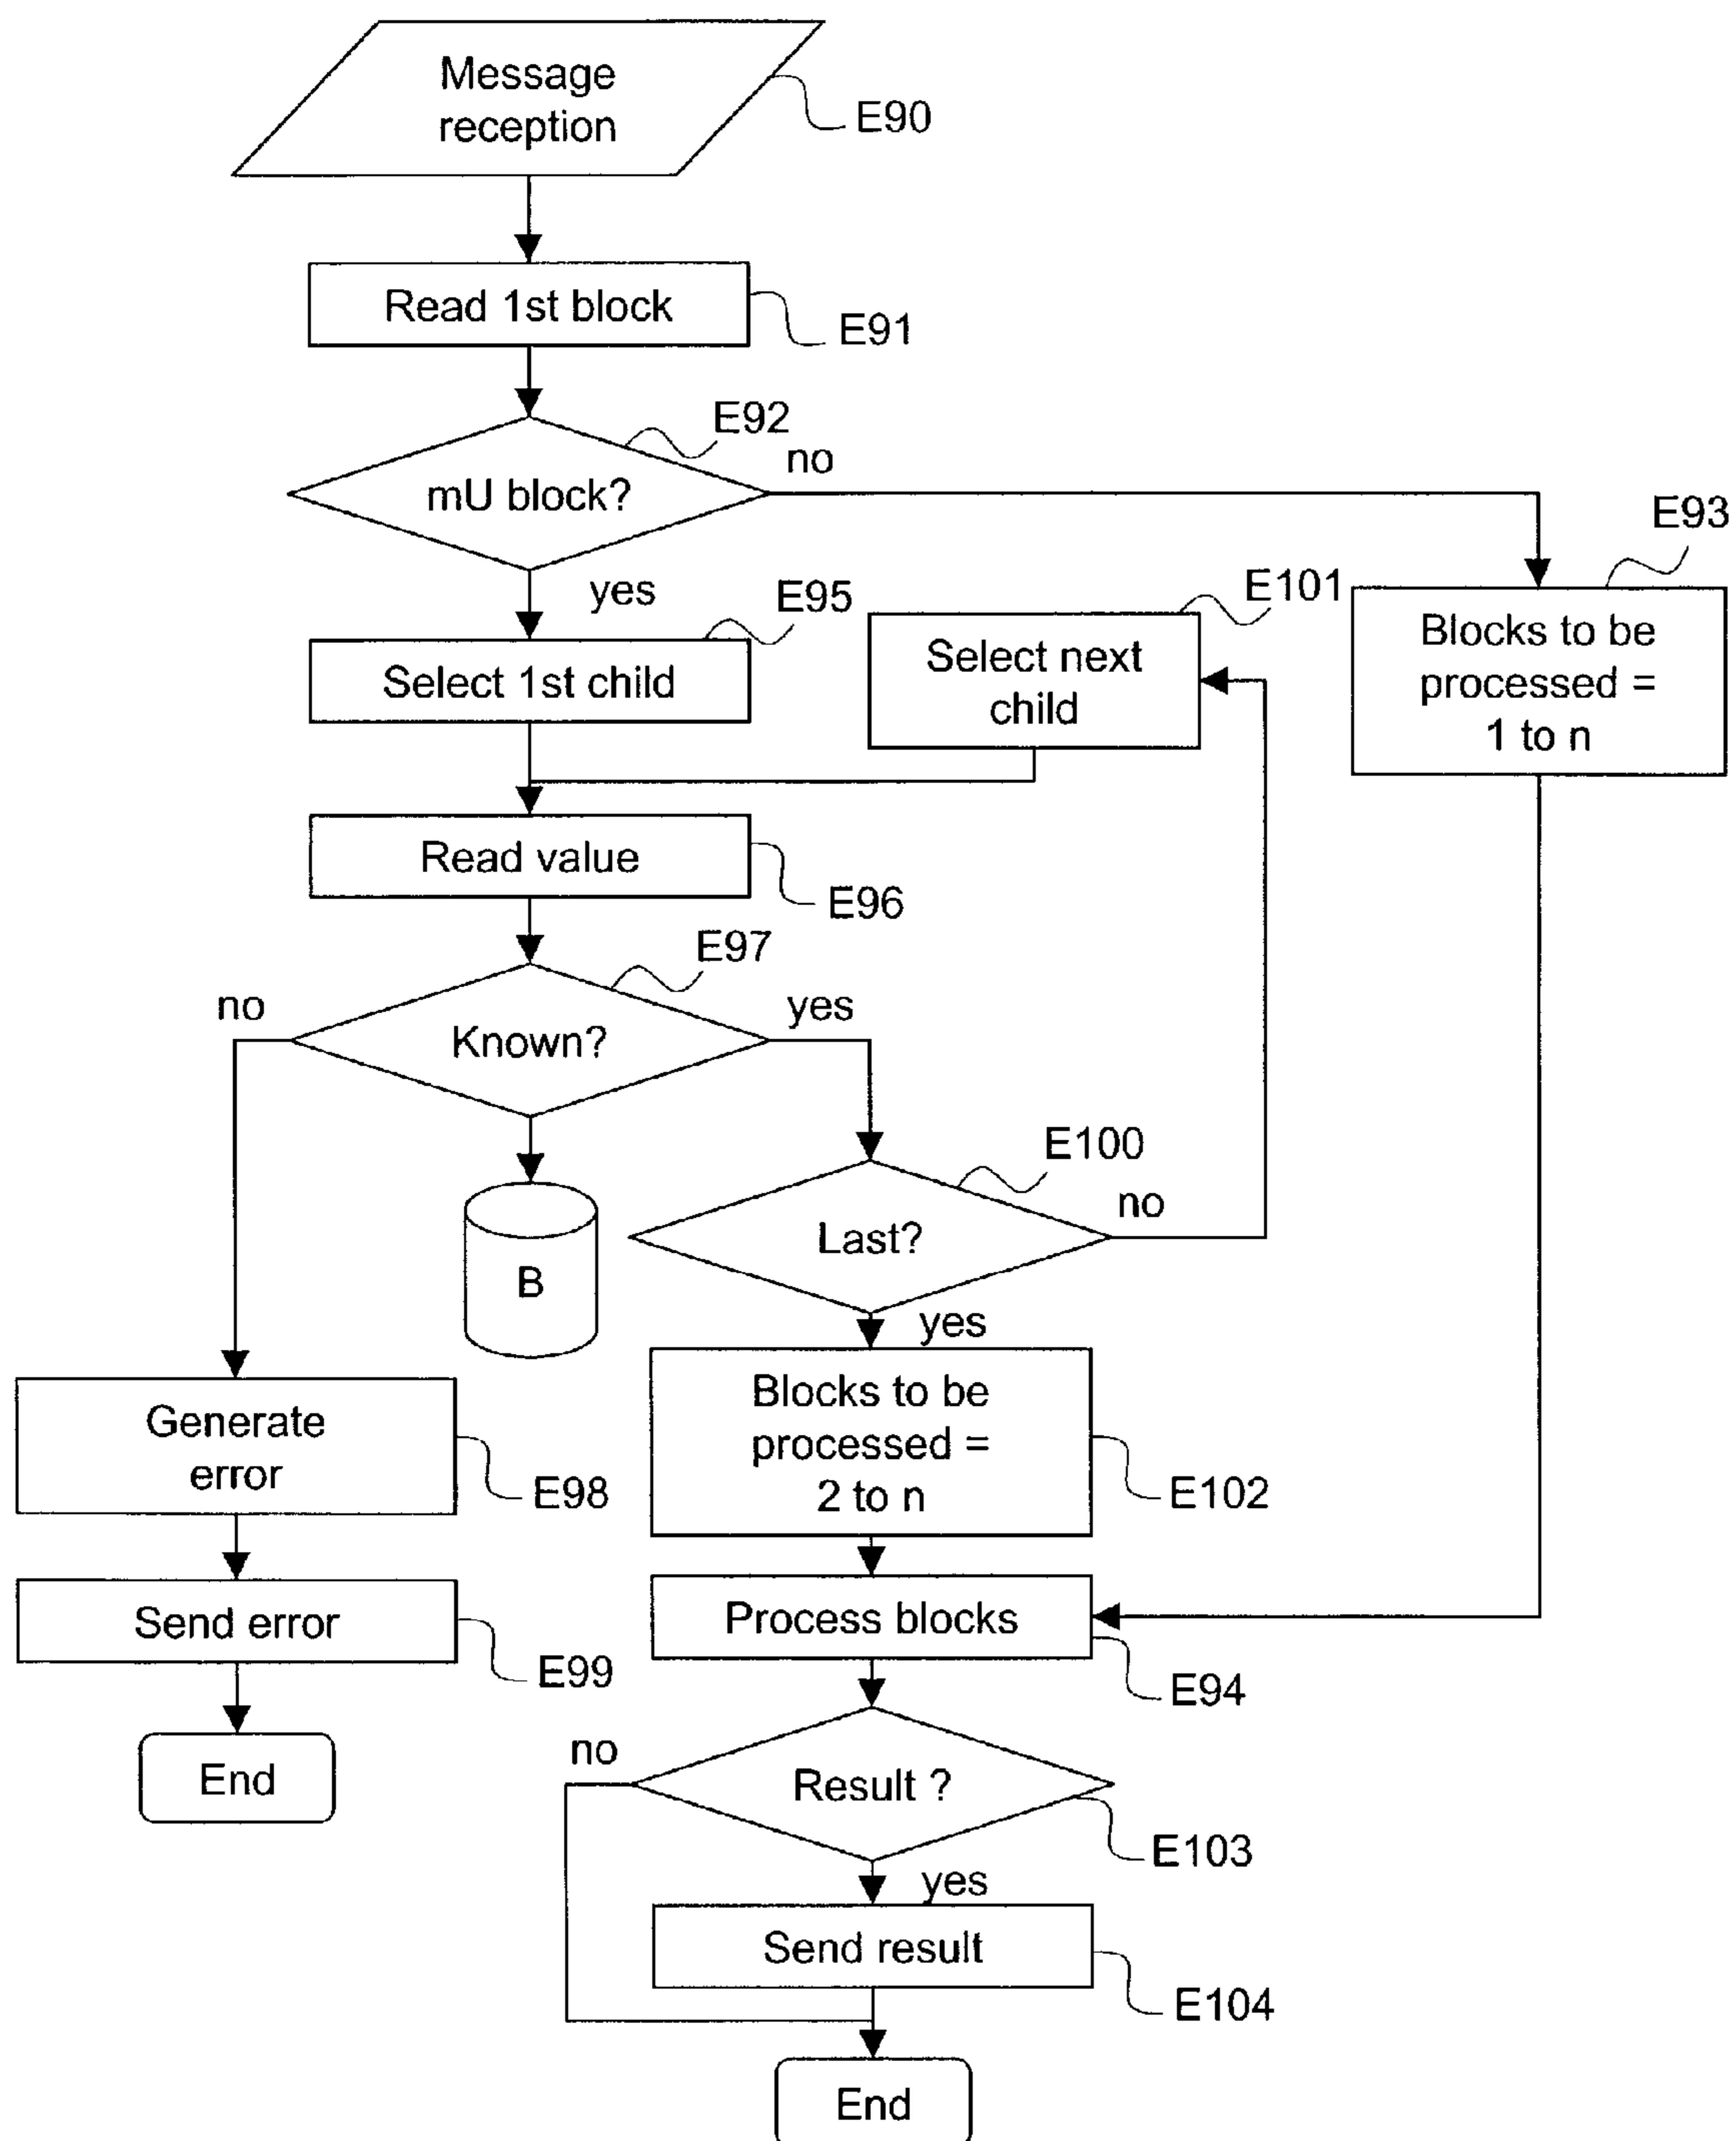 Message
reception
E90
Read 1st block
E91
E92
no
mU block?
E93
yes
E95
E101
Select 1st child
Select next
child
Blocks to be
processed =
1 to n
Read value
E96
E97
no
yes
Known?
E100
no
Last?
B
yes
Generate
error
E98
Blocks to be
processed =
2 to n
E102
Send error
E99
Process blocks
E94
End
no
Result ?
E103
yes
Send result
E104
End